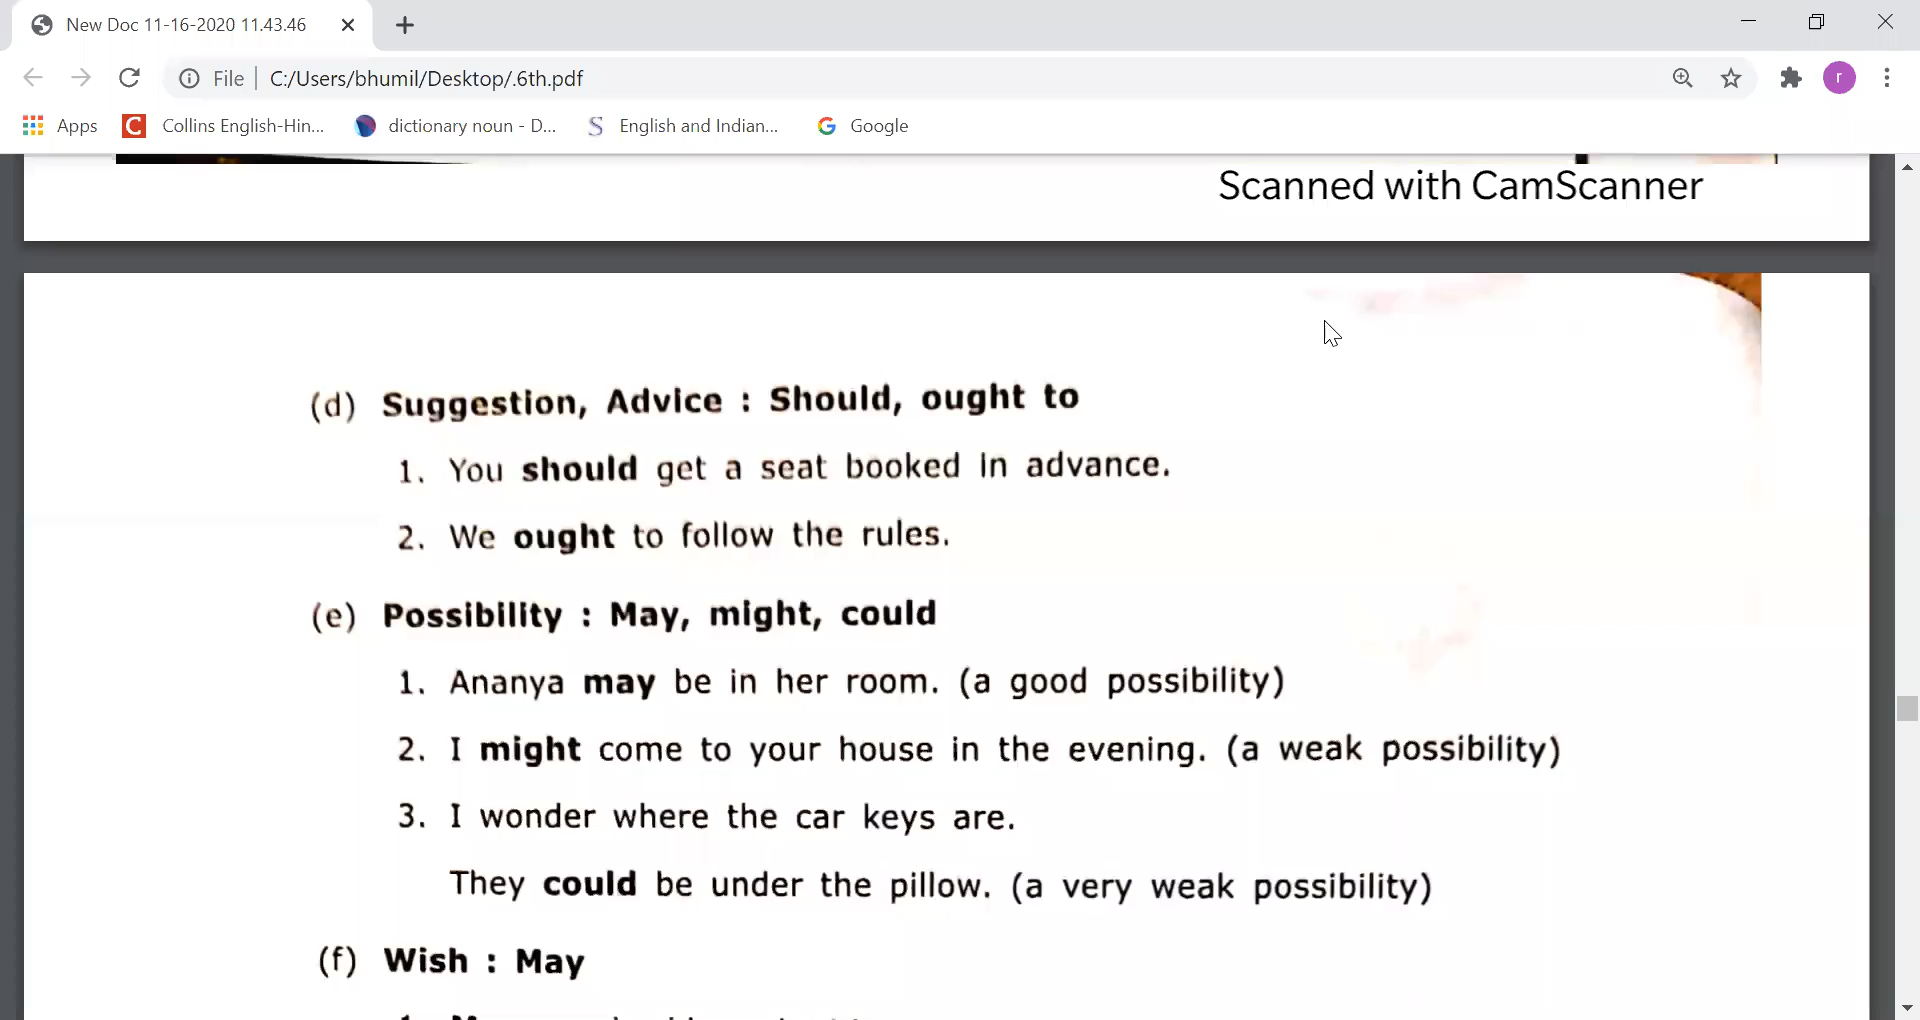 New Doc 11-16-2020 11.43.46
File C:/Users/bhumil/Desktop/.6th.pdf
r
Apps Collins English-Hin... dictionary noun - D... English and Indian... Google
Scanned with CamScanner
(d) Suggestion, Advice : Should, ought to
1. You should get a seat booked in advance.
2. We ought to follow the rules.
(e) Possibility : May, might, could
1. Ananya may be in her room. (a good possibility)
2. I might come to your house in the evening. (a weak possibility)
3. I wonder where the car keys are.
They could be under the pillow. (a very weak possibility)
(f) Wish : May